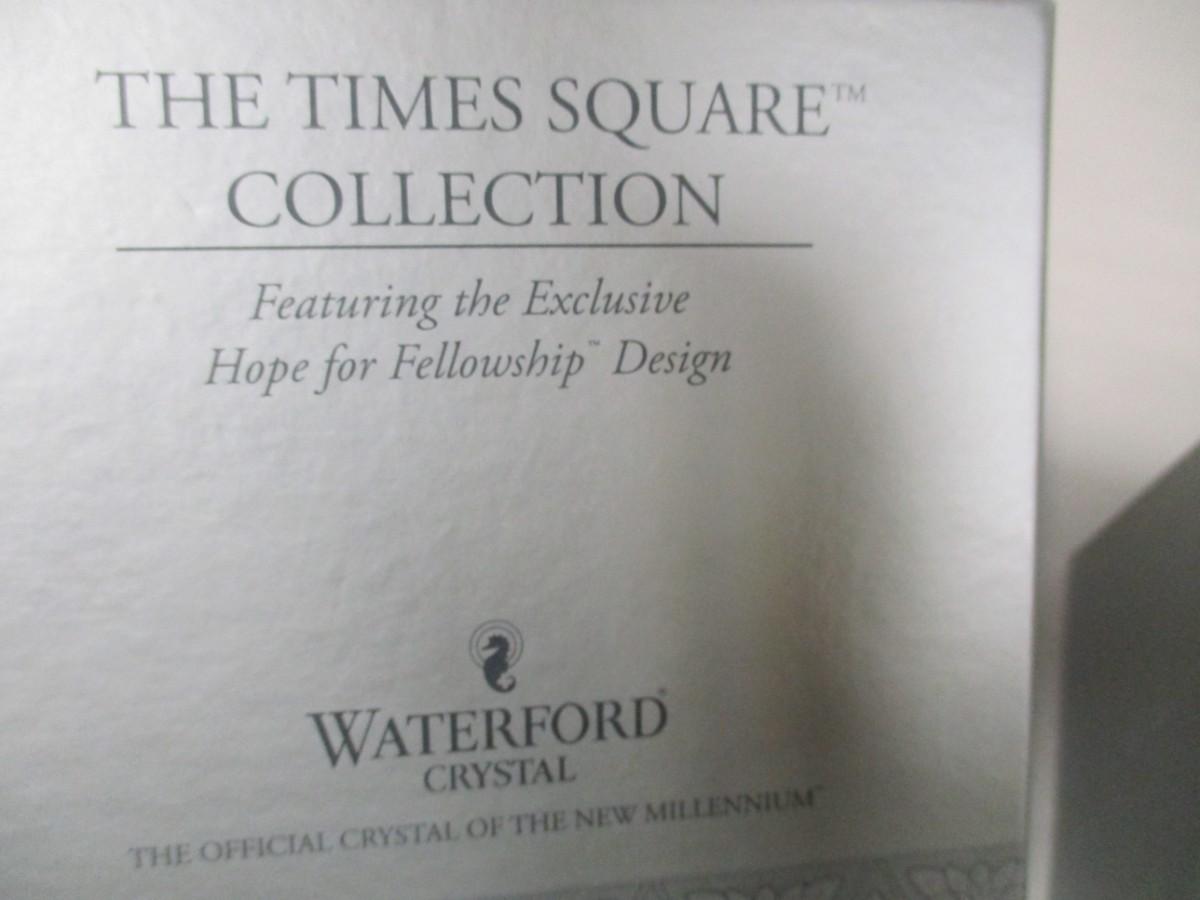 THE TIMES SQUARE™
COLLECTION
Featuring the Exclusive
Hope for Fellowship™ Design
WATERFORD®
CRYSTAL
THE OFFICIAL CRYSTAL OF THE NEW MILLENNIUM™